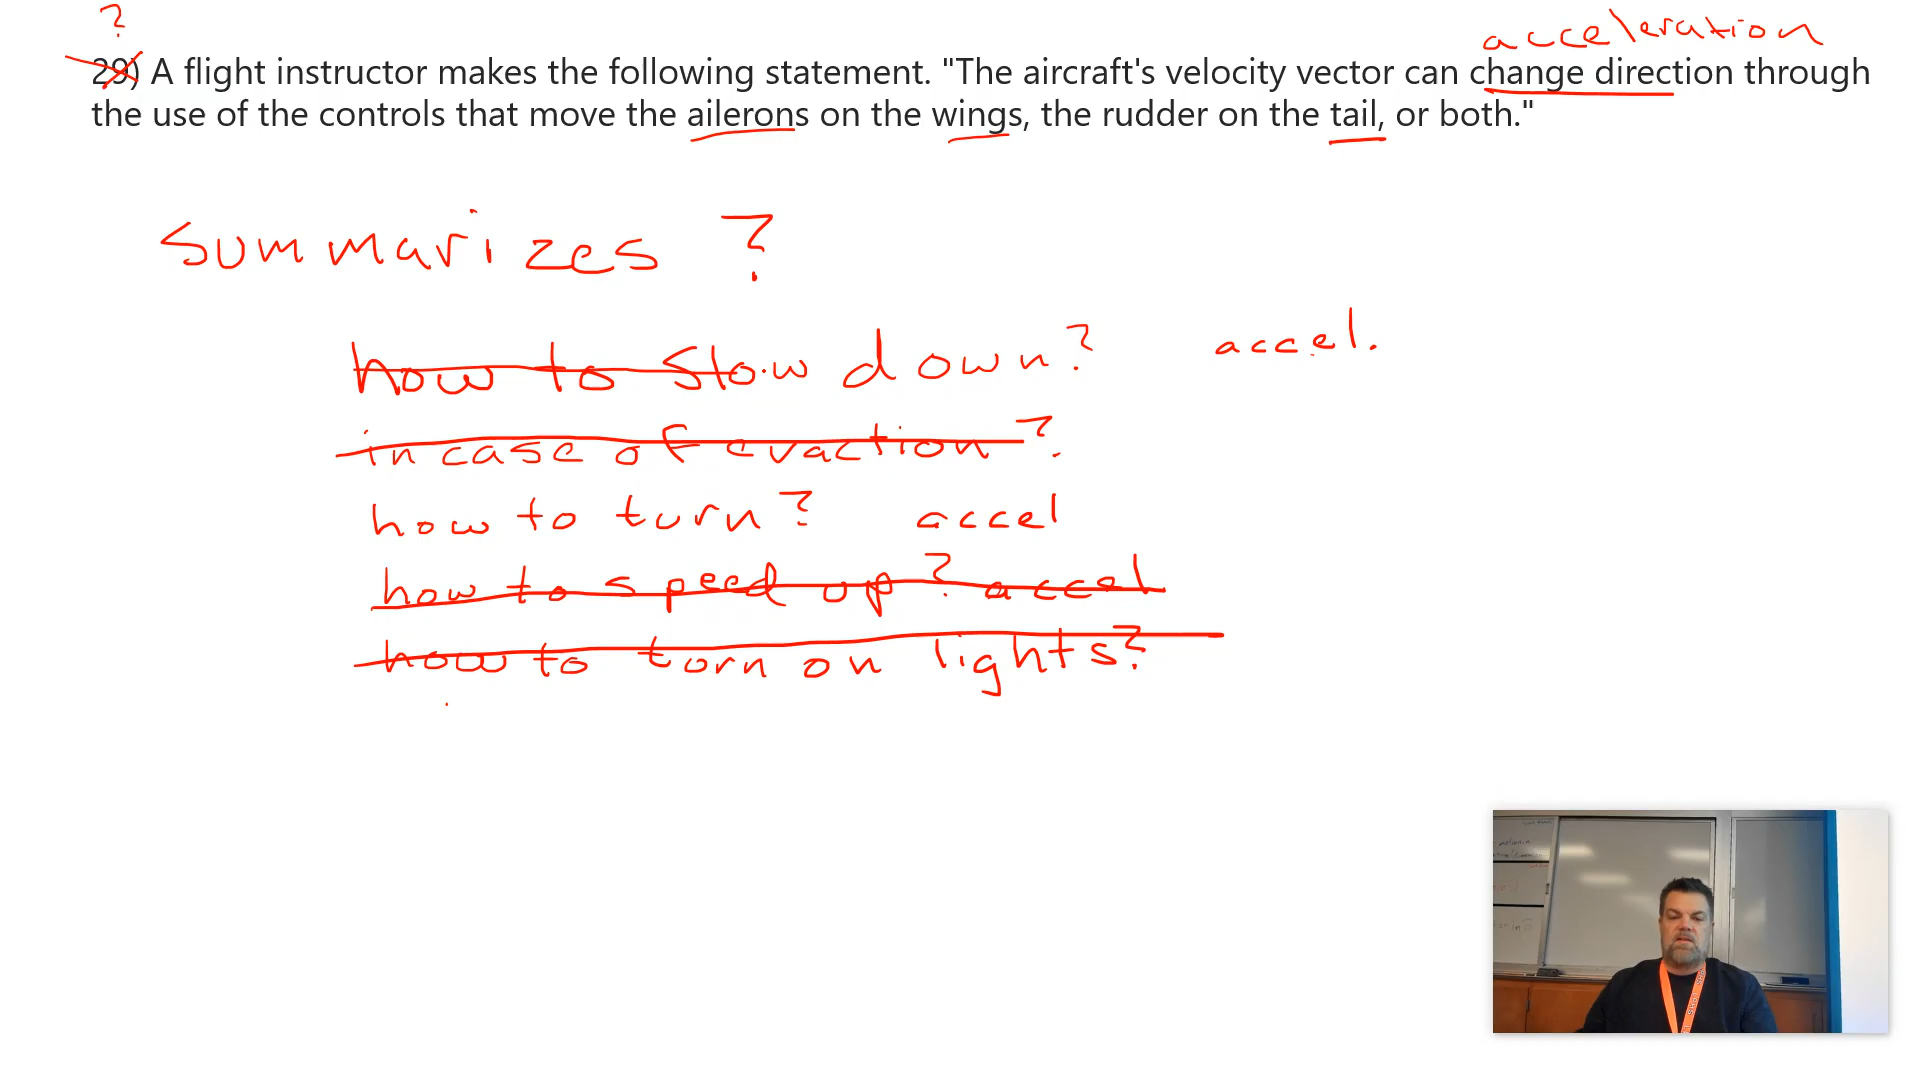 ?
acceleration
29) A flight instructor makes the following statement. "The aircraft's velocity vector can change direction through
the use of the controls that move the ailerons on the wings, the rudder on the tail, or both."
summarizes ?
how to slow down? accel.
in case of evaction?
how to turn? accel
how to speed up? accel
how to turn on lights?